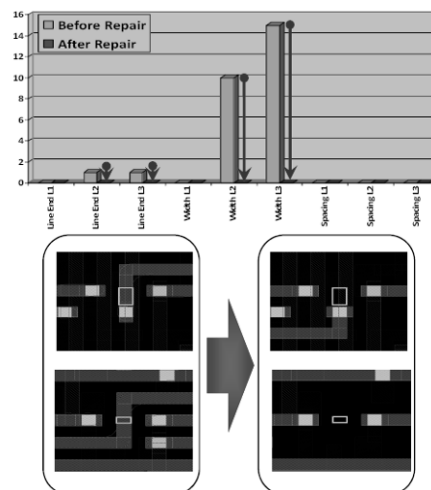 16
14
12
10
8
6
4
2
0
Before Repair
After Repair
Line End L1
Line End L2
Line End L3
Width L1
Width L2
Width L3
Spacing L1
Spacing L2
Spacing L3